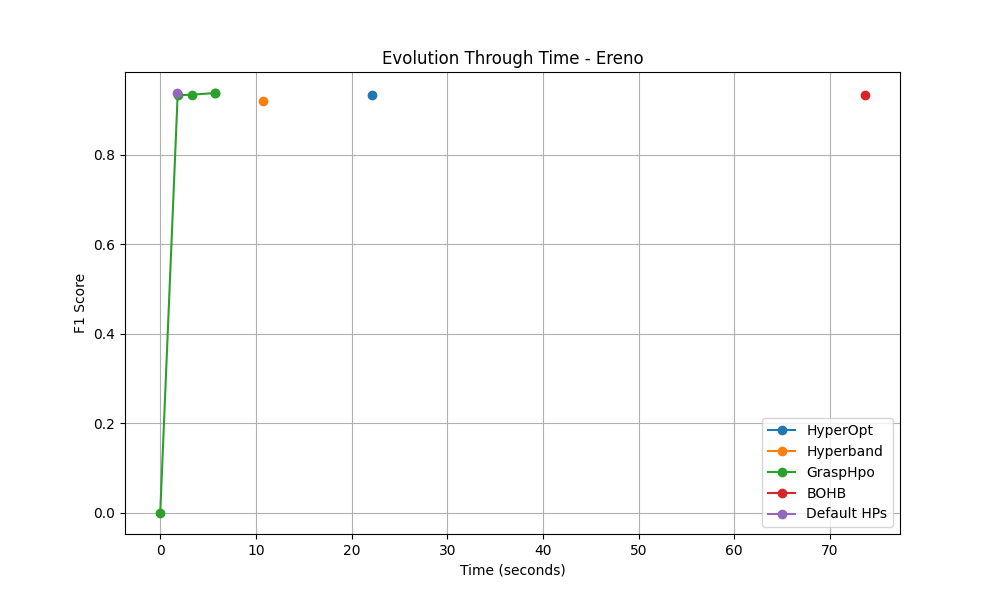 Evolution Through Time - Ereno
F1 Score
0.8
0.6
0.4
0.2
0.0
0 10 20 30 40 50 60 70
Time (seconds)
HyperOpt
Hyperband
GraspHpo
BOHB
Default HPs